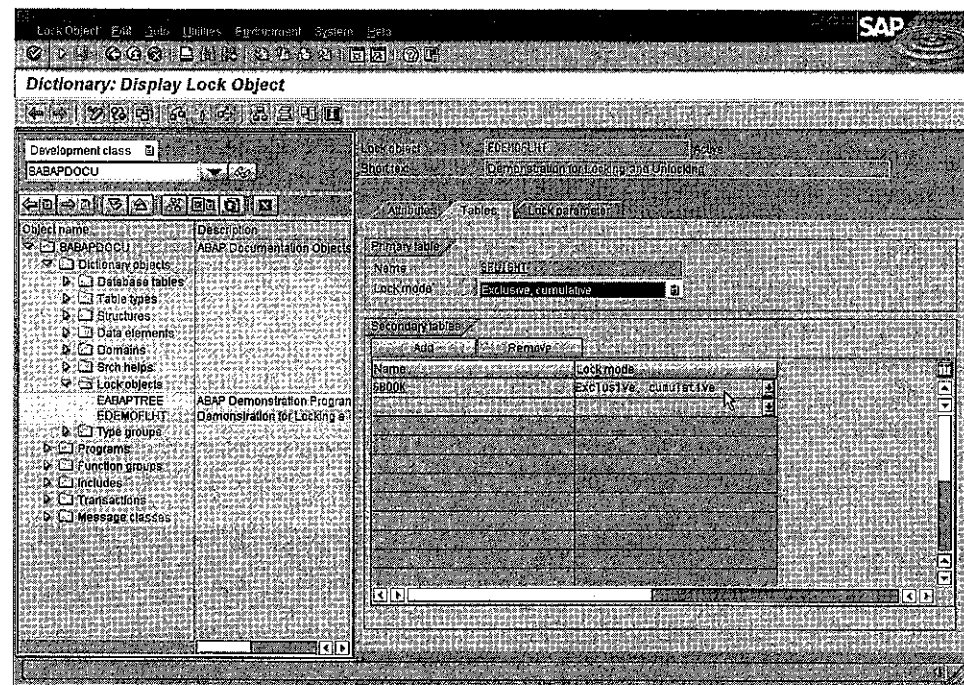 Lock Object Edit Goto Utilities Environment System Help
SAP
Dictionary: Display Lock Object
Development class
SABAPDOCU
Object name Description
SABAPDOCU ABAP Documentation Objects
Dictionary objects
Database tables
Table types
Structures
Data elements
Domains
Srch helps
Lock objects
EABAPTREE ABAP Demonstration Progran
EDEMOFLHT Demonstration for Locking a
Type groups
Programs
Function groups
Includes
Transactions
Message classes
Lock object EDEMOFLHT Active
Short text Demonstration for Locking and Unlocking
Attributes Tables Lock parameter
Primary table
Name
Lock mode Exclusive, cumulative
Secondary tables
Add Remove
Name Lock mode
SBOOK Exclusive, cumulative